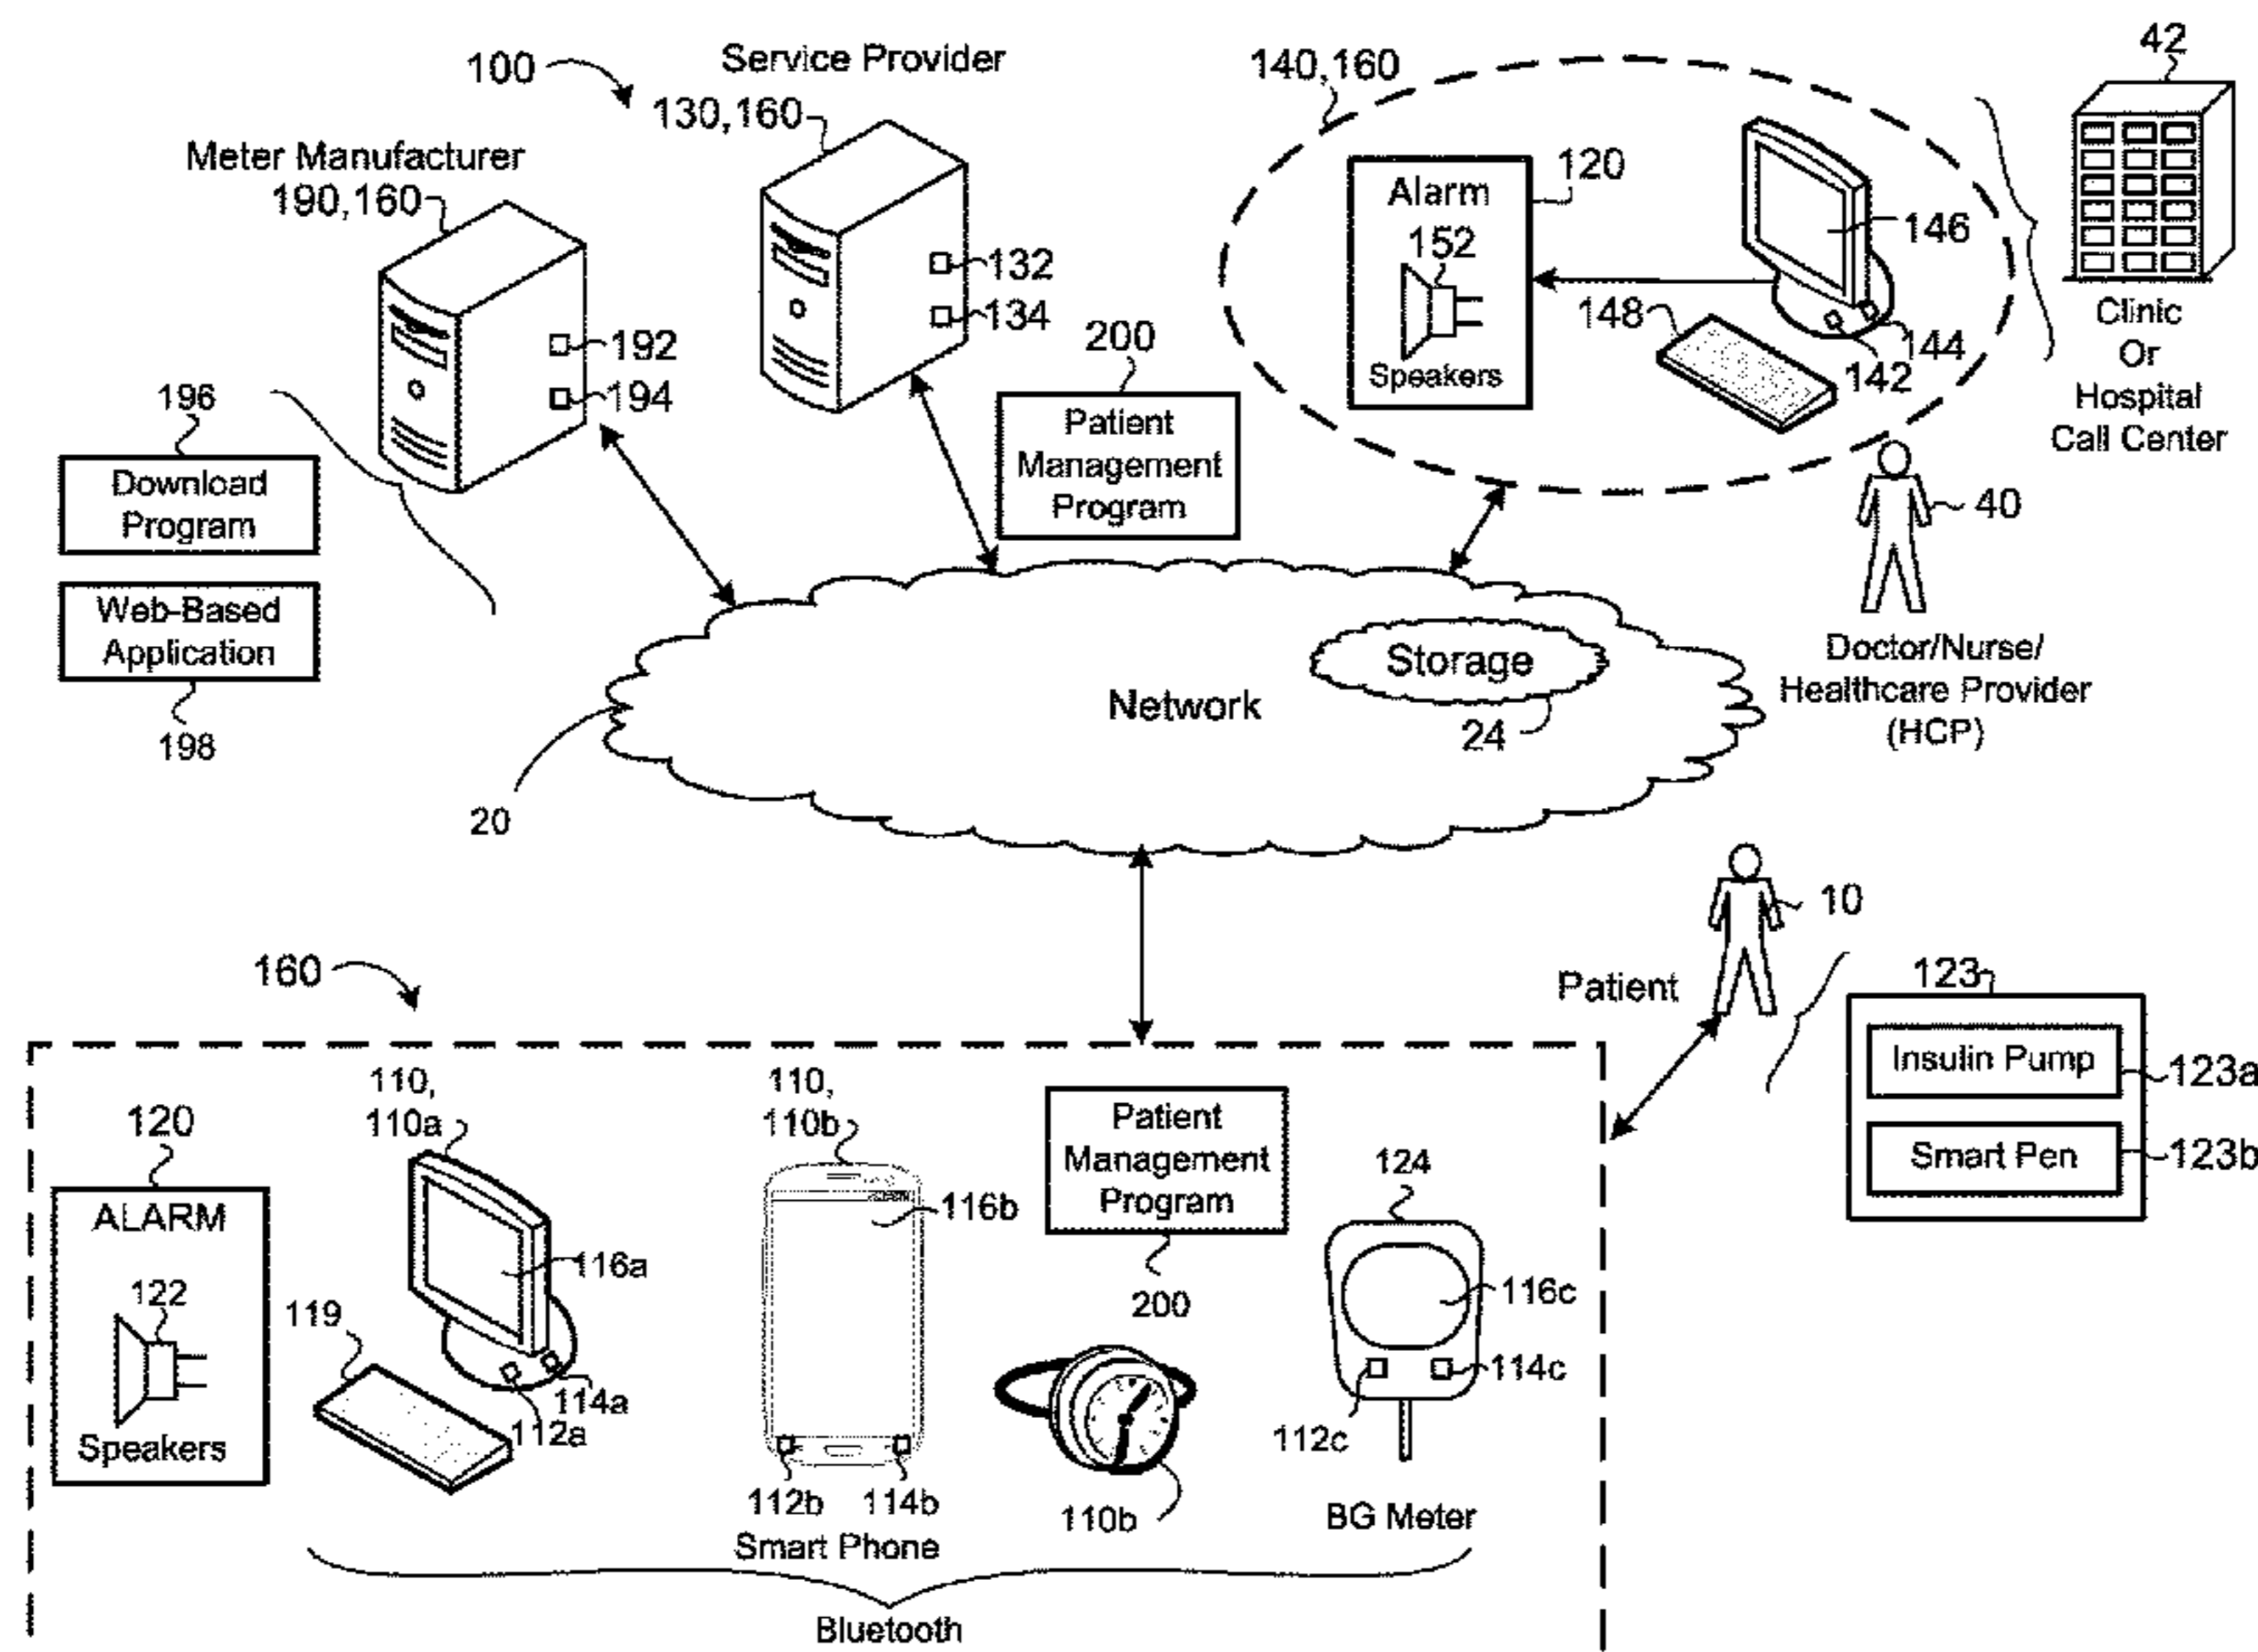 100
Service Provider
130,160
Meter Manufacturer
190,160
132
134
192
194
196
Download
Program
Web-Based
Application
198
200
Patient
Management
Program
140,160
Alarm
152
Speakers
120
146
148
144
142
42
Clinic
Or
Hospital
Call Center
40
Doctor/Nurse/
Healthcare Provider
(HCP)
Network
Storage
24
20
10
Patient
123
Insulin Pump
123a
Smart Pen
123b
160
120
ALARM
122
Speakers
110,
110a
116a
119
114a
112a
110,
110b
116b
112b
114b
Smart Phone
Patient
Management
Program
200
110b
124
116c
114c
112c
BG Meter
Bluetooth